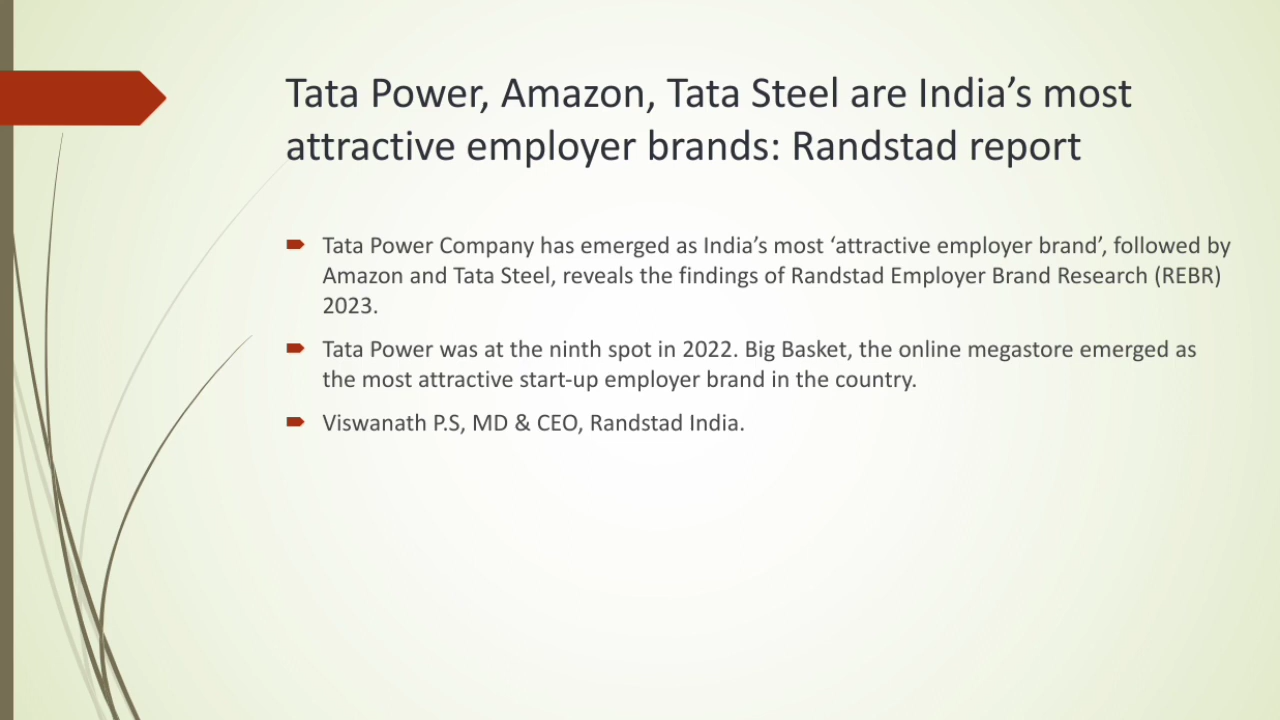 Tata Power, Amazon, Tata Steel are India’s most
attractive employer brands: Randstad report
Tata Power Company has emerged as India’s most ‘attractive employer brand’, followed by
Amazon and Tata Steel, reveals the findings of Randstad Employer Brand Research (REBR)
2023.
Tata Power was at the ninth spot in 2022. Big Basket, the online megastore emerged as
the most attractive start-up employer brand in the country.
Viswanath P.S, MD & CEO, Randstad India.